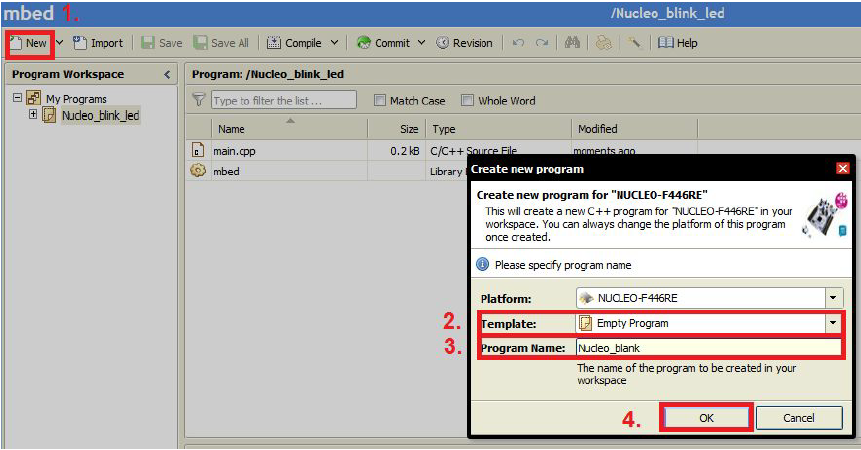 mbed 1. /Nucleo_blink_led
New Import Save Save All Compile Commit Revision Help
Program Workspace < Program: /Nucleo_blink_led
My Programs
Nucleo_blink_led
Type to filter the list ... Match Case Whole Word
Name Size Type Modified
main.cpp 0.2 kB C/C++ Source File moments ago
mbed Library
Create new program
Create new program for "NUCLEO-F446RE"
This will create a new C++ program for "NUCLEO-F446RE" in your
workspace. You can always change the platform of this program
once created.
Please specify program name
Platform: NUCLEO-F446RE
2. Template: Empty Program
3. Program Name: Nucleo_blank
The name of the program to be created in your
workspace
4. OK Cancel